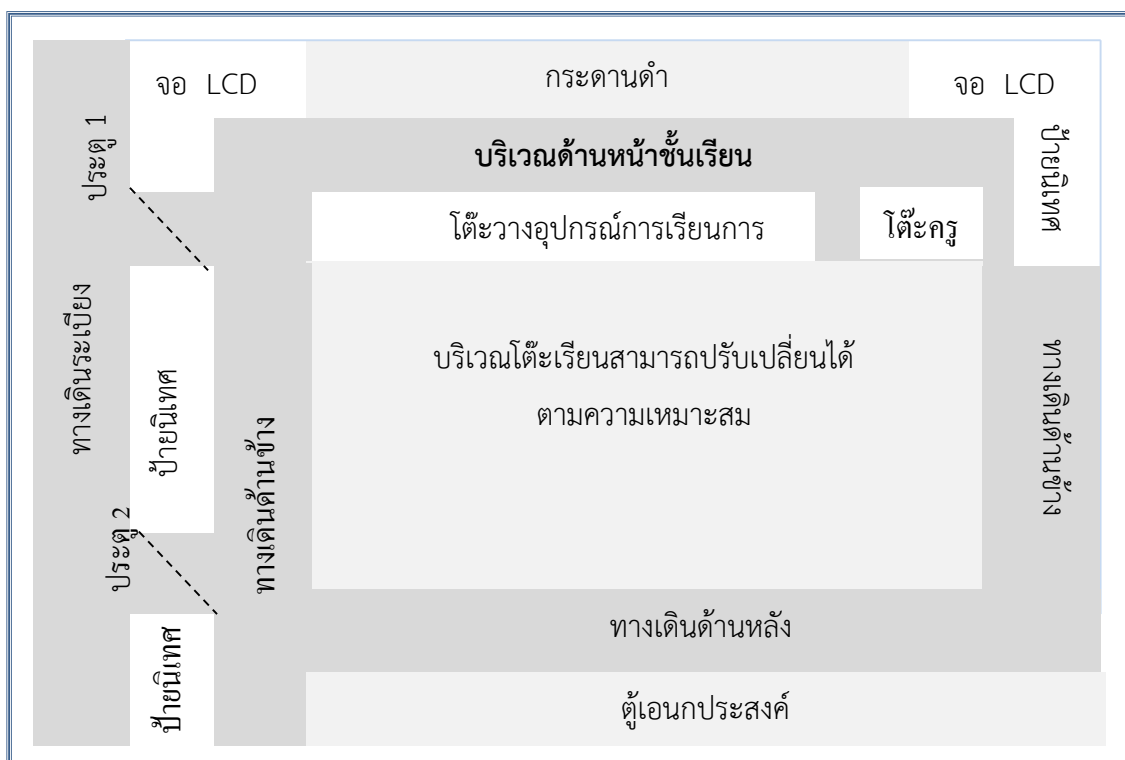 จอ LCD
กระดานดำ
จอ LCD
ประตู 1
บริเวณด้านหน้าชั้นเรียน
ป้ายนิเทศ
โต๊ะวางอุปกรณ์การเรียนการ
โต๊ะครู
ทางเดินระเบียง
ป้ายนิเทศ
ทางเดินด้านข้าง
บริเวณโต๊ะเรียนสามารถปรับเปลี่ยนได้
ตามความเหมาะสม
ทางเดินด้านข้าง
ประตู 2
ป้ายนิเทศ
ทางเดินด้านหลัง
ตู้เอนกประสงค์